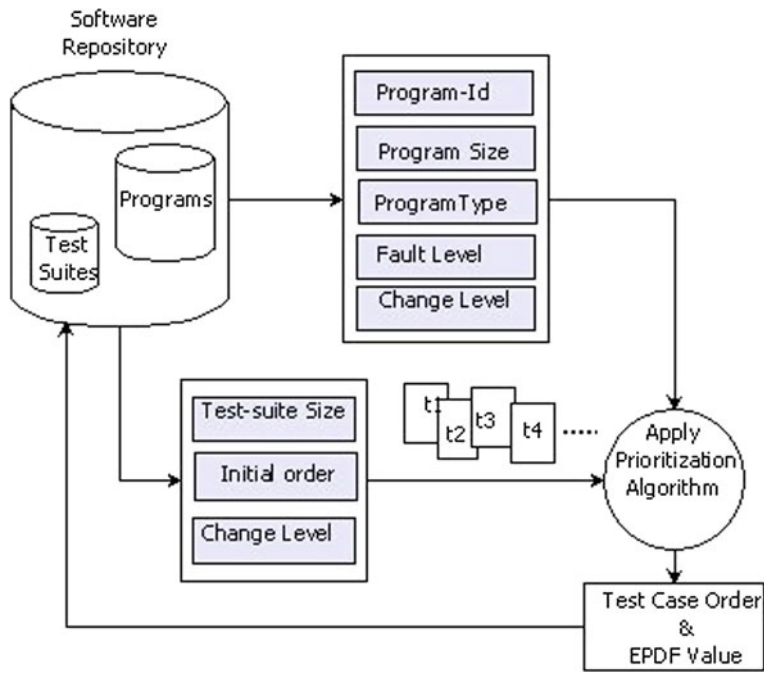 Software
Repository
Programs
Test
Suites
Program-Id
Program Size
ProgramType
Fault Level
Change Level
Test-suite Size
Initial order
Change Level
t1
t2
t3
t4
.....
Apply
Prioritization
Algorithm
Test Case Order
&
EPDF Value